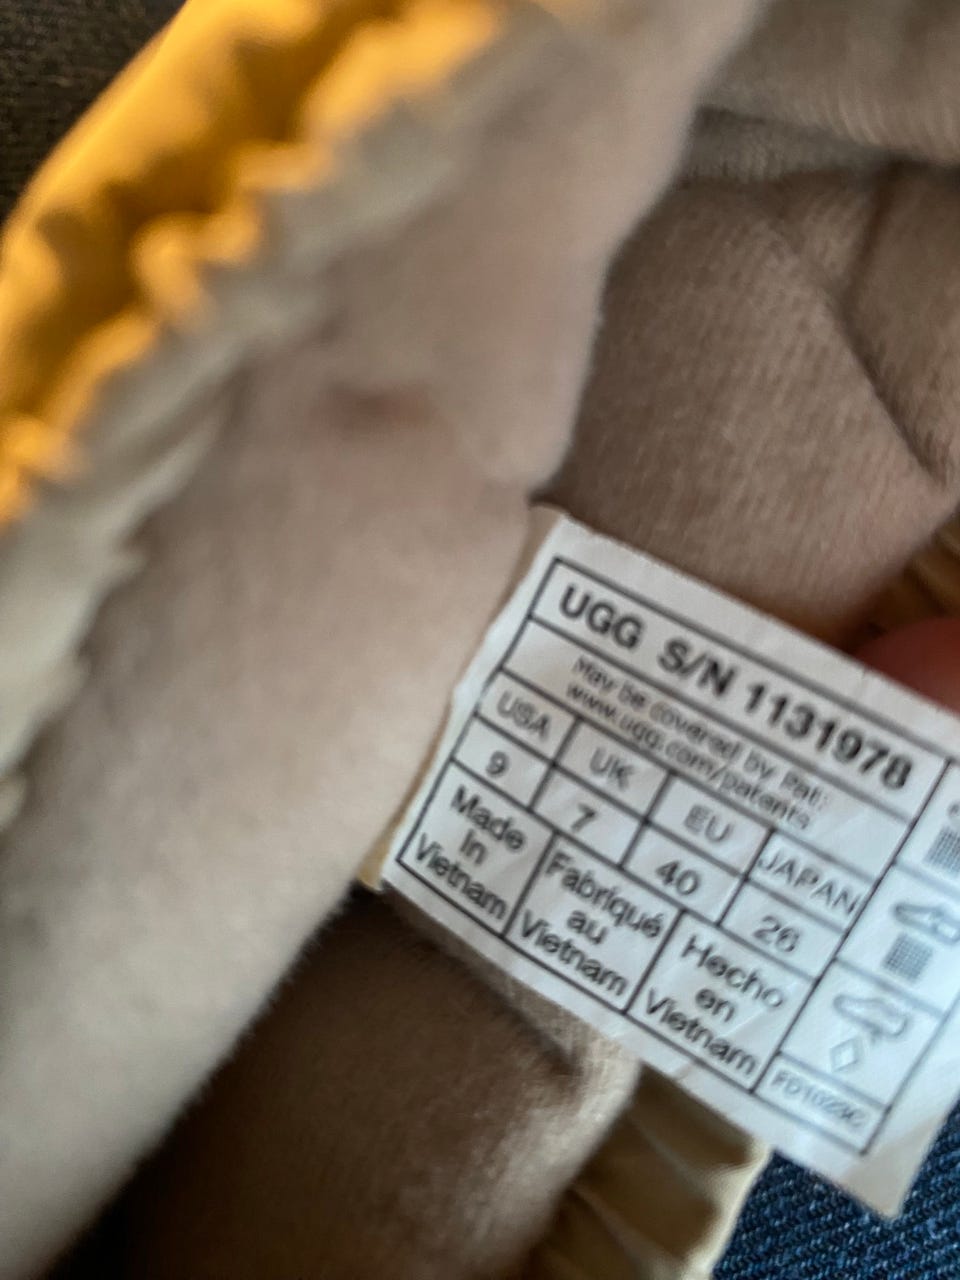 UGG S/N 1131978
May be covered by Pat:
www.ugg.com/patents
USA UK EU JAPAN
9 7 40 26
Made
in
Vietnam
Fabriqué
au
Vietnam
Hecho
en
Vietnam